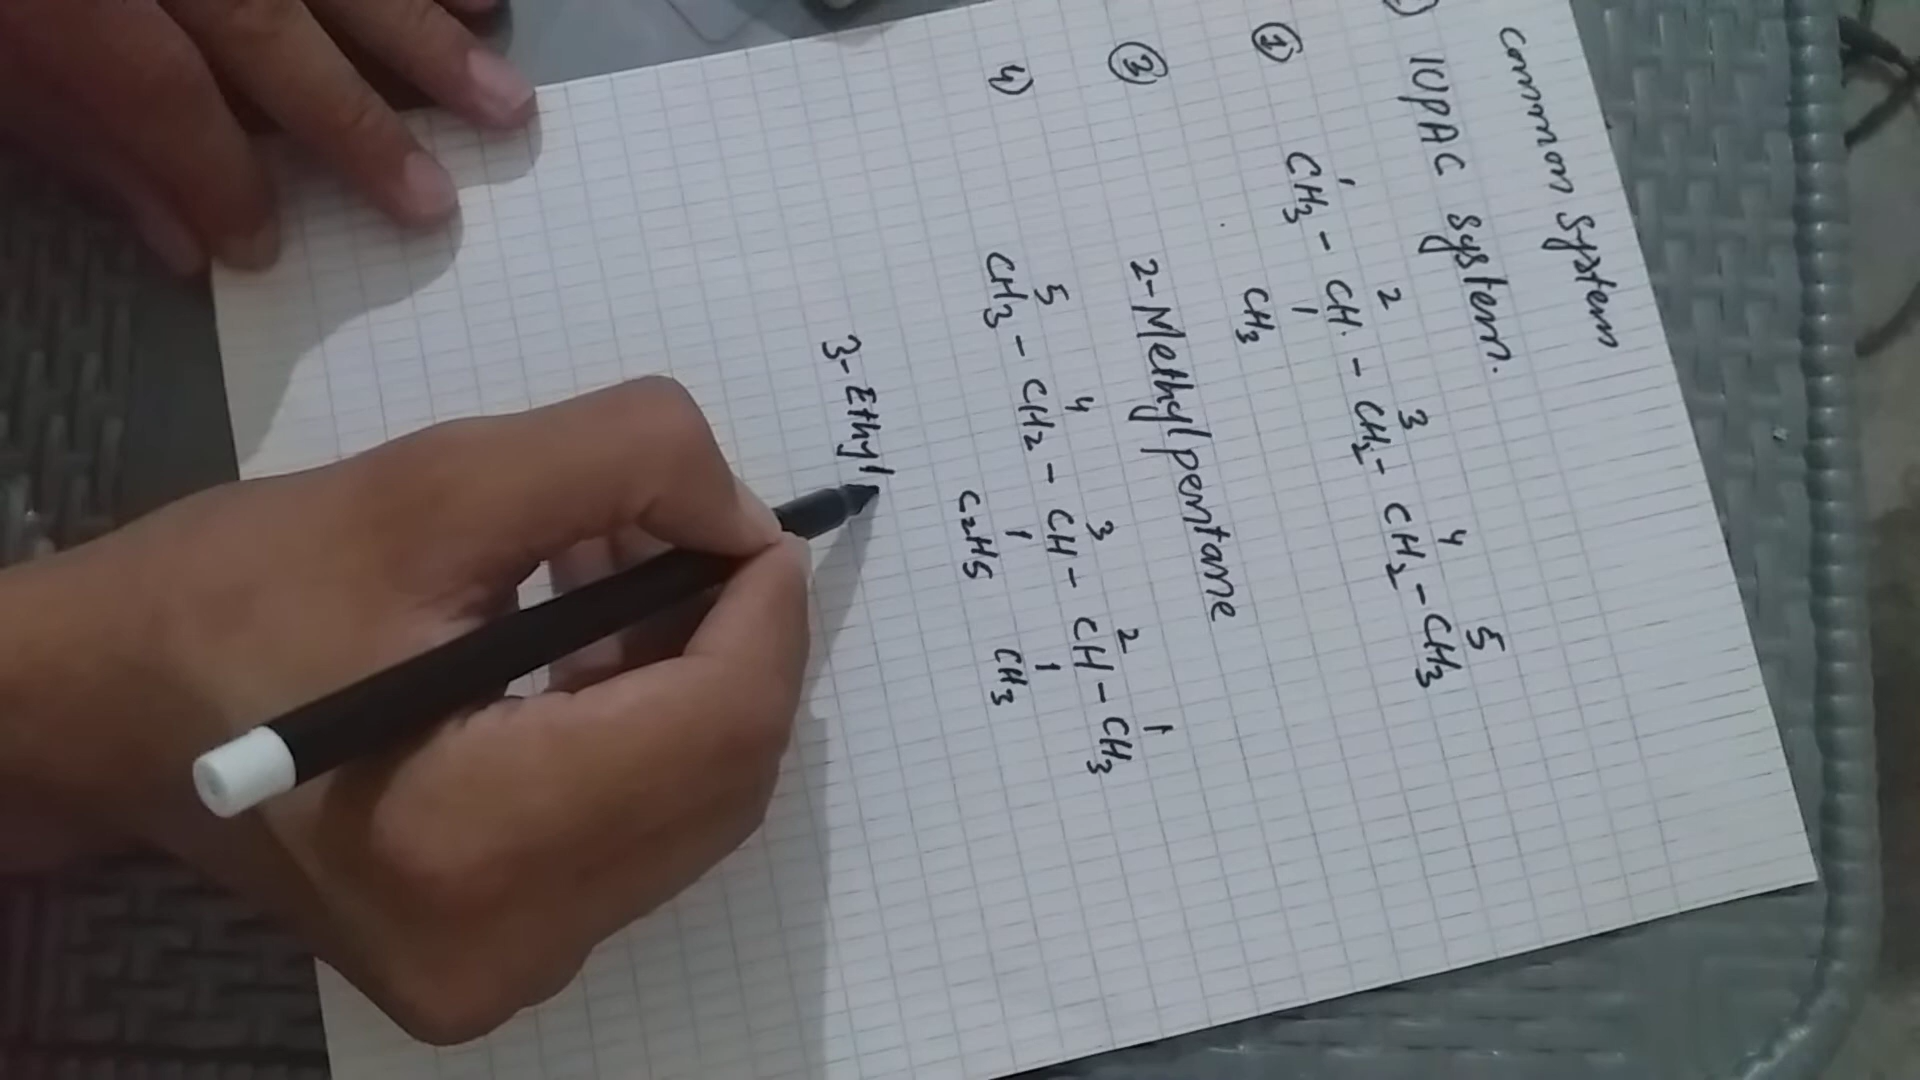 common System
) IUPAC System.
②
1 2 3 4 5
CH3 - CH - CH2 - CH2 - CH3
CH3
③ 2-Methylpentane
4)
5 4 3 2 1
CH3 - CH2 - CH - CH - CH3
C2H5 CH3
3-Ethyl